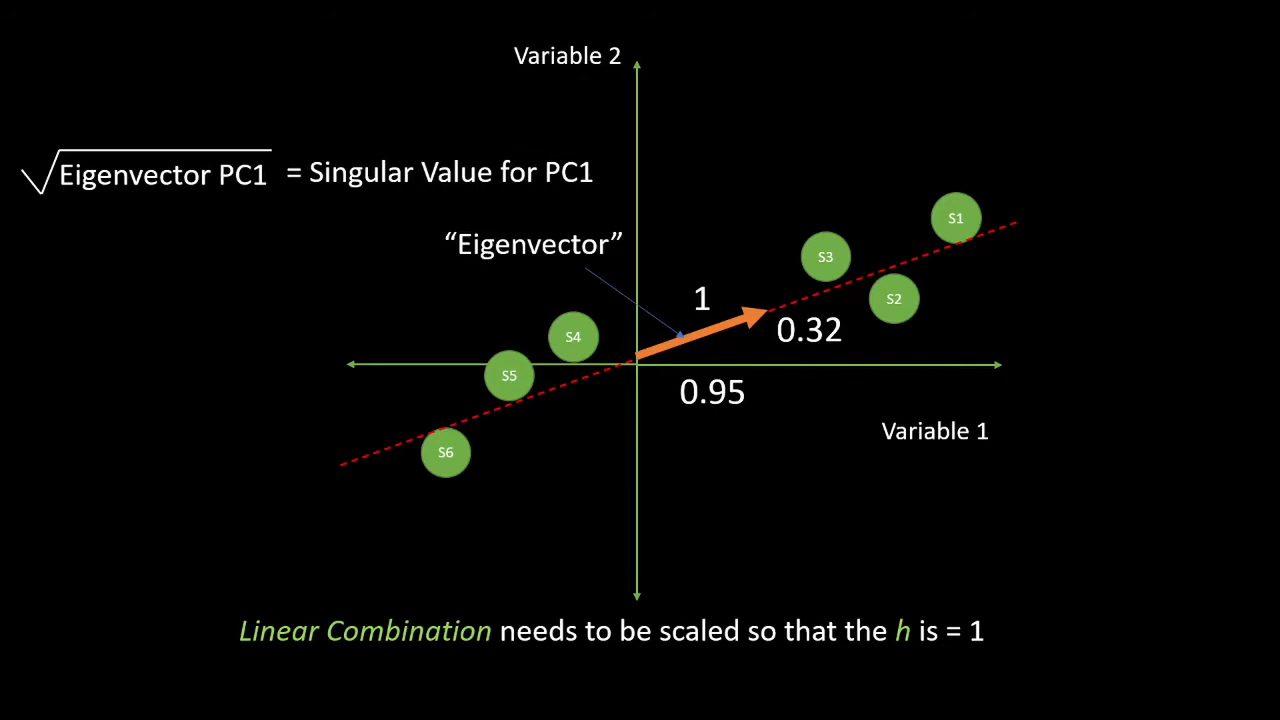 Variable 2
√Eigenvector PC1 = Singular Value for PC1
S1
“Eigenvector”
S3
1
S2
0.32
S4
S5
0.95
Variable 1
S6
Linear Combination needs to be scaled so that the h is = 1